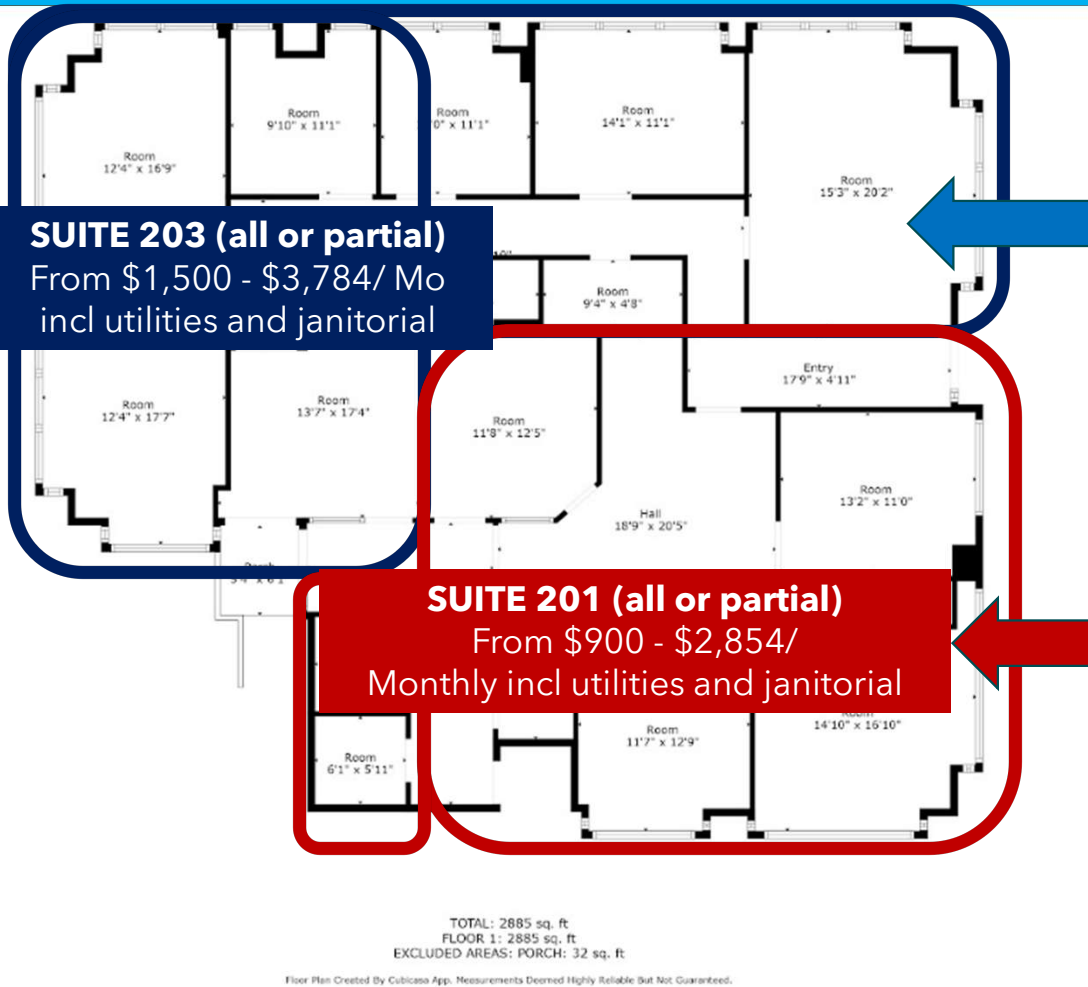 Room
9'10" x 11'1"
Room
0" x 11'1"
Room
14'1" x 11'1"
Room
12'4" x 16'9"
Room
15'3" x 20'2"
SUITE 203 (all or partial)
From $1,500 - $3,784/ Mo
incl utilities and janitorial
Room
9'4" x 4'8"
Entry
17'9" x 4'11"
Room
12'4" x 17'7"
Room
13'7" x 17'4"
Room
11'8" x 12'5"
Room
13'2" x 11'0"
Hall
18'9" x 20'5"
SUITE 201 (all or partial)
From $900 - $2,854/
Monthly incl utilities and janitorial
Room
14'10" x 16'10"
Room
11'7" x 12'9"
Room
6'1" x 5'11"
TOTAL: 2885 sq. ft
FLOOR 1: 2885 sq. ft
EXCLUDED AREAS: PORCH: 32 sq. ft
Floor Plan Created By Cubicasa App. Measurements Deemed Highly Reliable But Not Guaranteed.